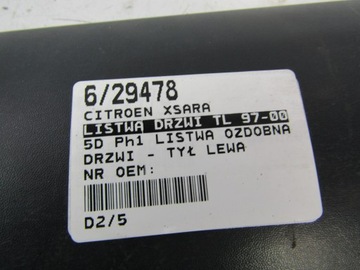 6/29478
CITROEN XSARA
LISTWA DRZWI TL 97-00
5D Ph1 LISTWA OZDOBNA
DRZWI - TYŁ LEWA
NR OEM:
D2/5